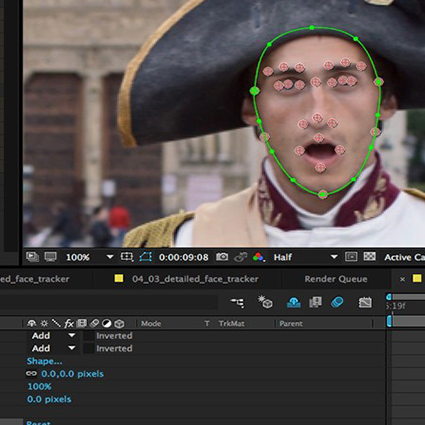 100% 0:00:09:08 Half Active Ca
ed_face_tracker 04_03_detailed_face_tracker Render Queue ×
5:19f
Mode T TrkMat Parent
Add Inverted
Add Inverted
Shape...
0.0,0.0 pixels
100%
0.0 pixels
Reset